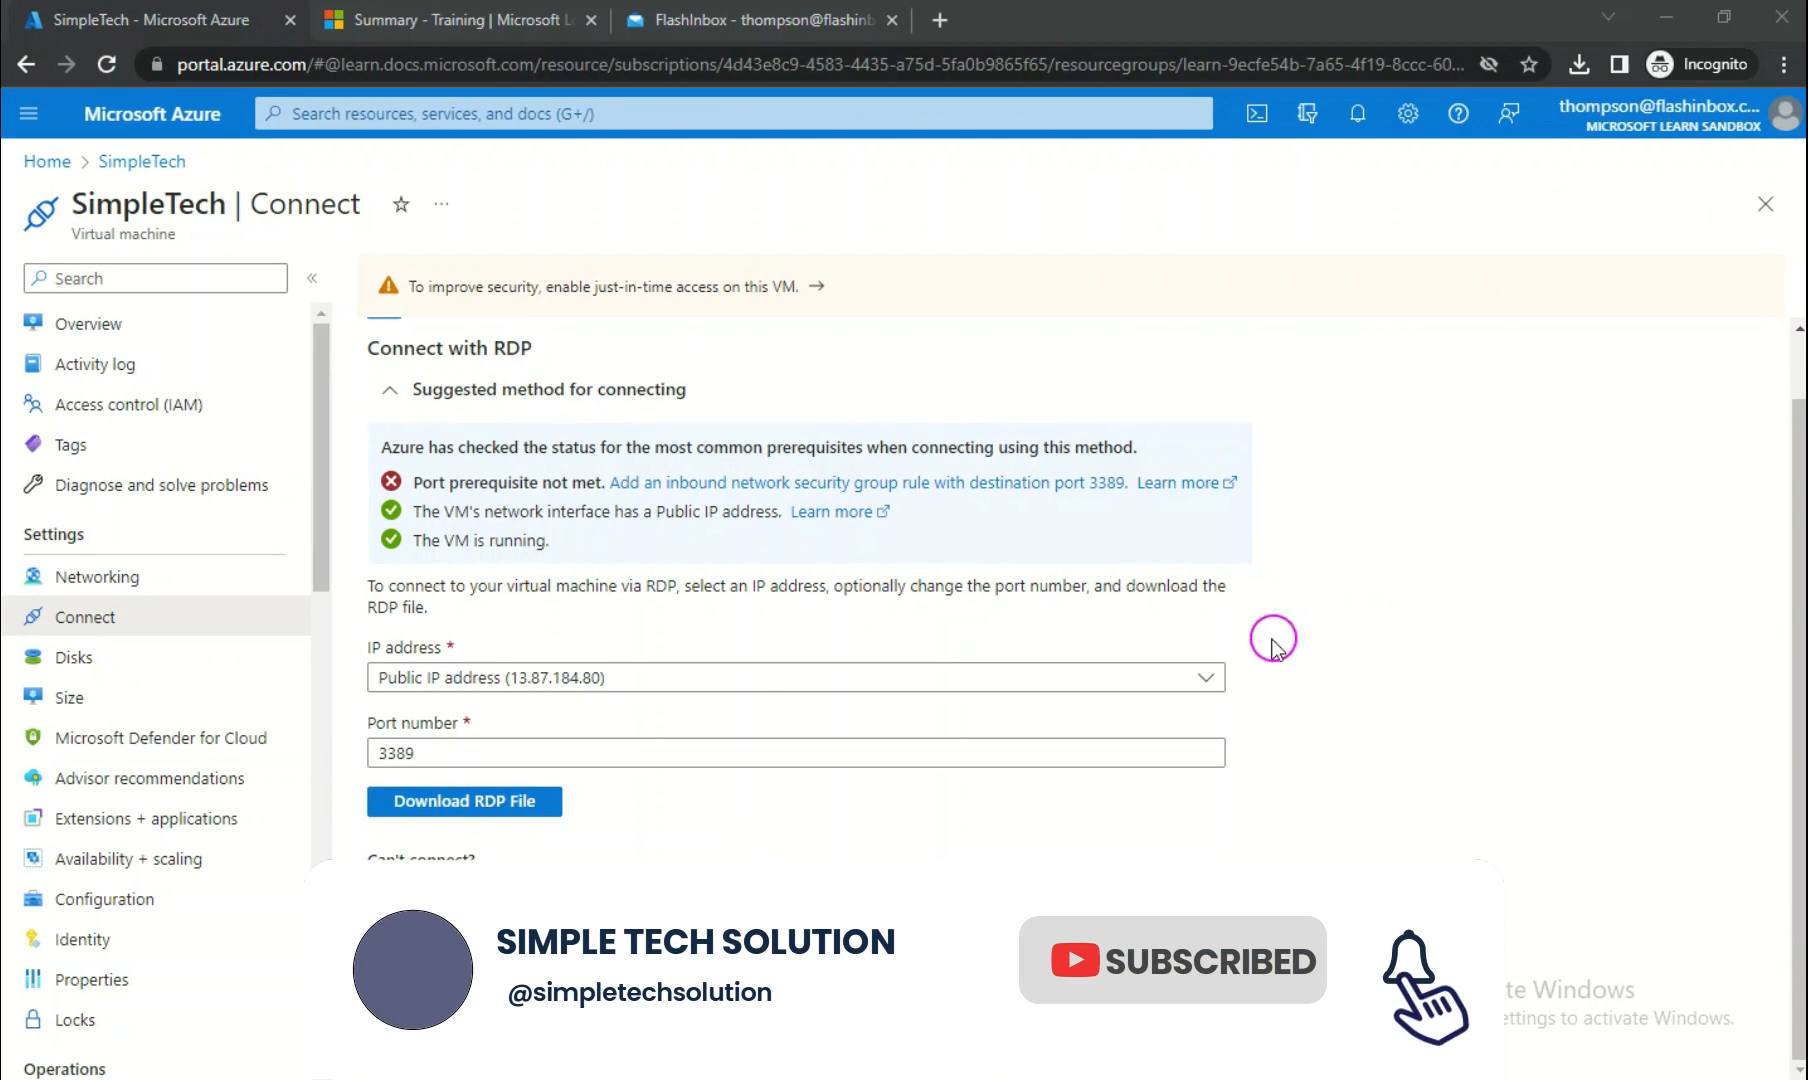 SimpleTech - Microsoft Azure
Summary - Training | Microsoft L
FlashInbox - thompson@flashinb
portal.azure.com/#@learn.docs.microsoft.com/resource/subscriptions/4d43e8c9-4583-4435-a75d-5fa0b9865f65/resourcegroups/learn-9ecfe54b-7a65-4f19-8ccc-60...
Incognito
Microsoft Azure
Search resources, services, and docs (G+/)
thompson@flashinbox.c...
MICROSOFT LEARN SANDBOX
Home > SimpleTech
SimpleTech | Connect
Virtual machine
Search
To improve security, enable just-in-time access on this VM. →
Overview
Activity log
Access control (IAM)
Tags
Diagnose and solve problems
Settings
Networking
Connect
Disks
Size
Microsoft Defender for Cloud
Advisor recommendations
Extensions + applications
Availability + scaling
Configuration
Identity
Properties
Locks
Operations
Connect with RDP
Suggested method for connecting
Azure has checked the status for the most common prerequisites when connecting using this method.
Port prerequisite not met. Add an inbound network security group rule with destination port 3389. Learn more
The VM's network interface has a Public IP address. Learn more
The VM is running.
To connect to your virtual machine via RDP, select an IP address, optionally change the port number, and download the
RDP file.
IP address *
Public IP address (13.87.184.80)
Port number *
3389
Download RDP File
Can't connect?
SIMPLE TECH SOLUTION
@simpletechsolution
SUBSCRIBED
te Windows
ettings to activate Windows.